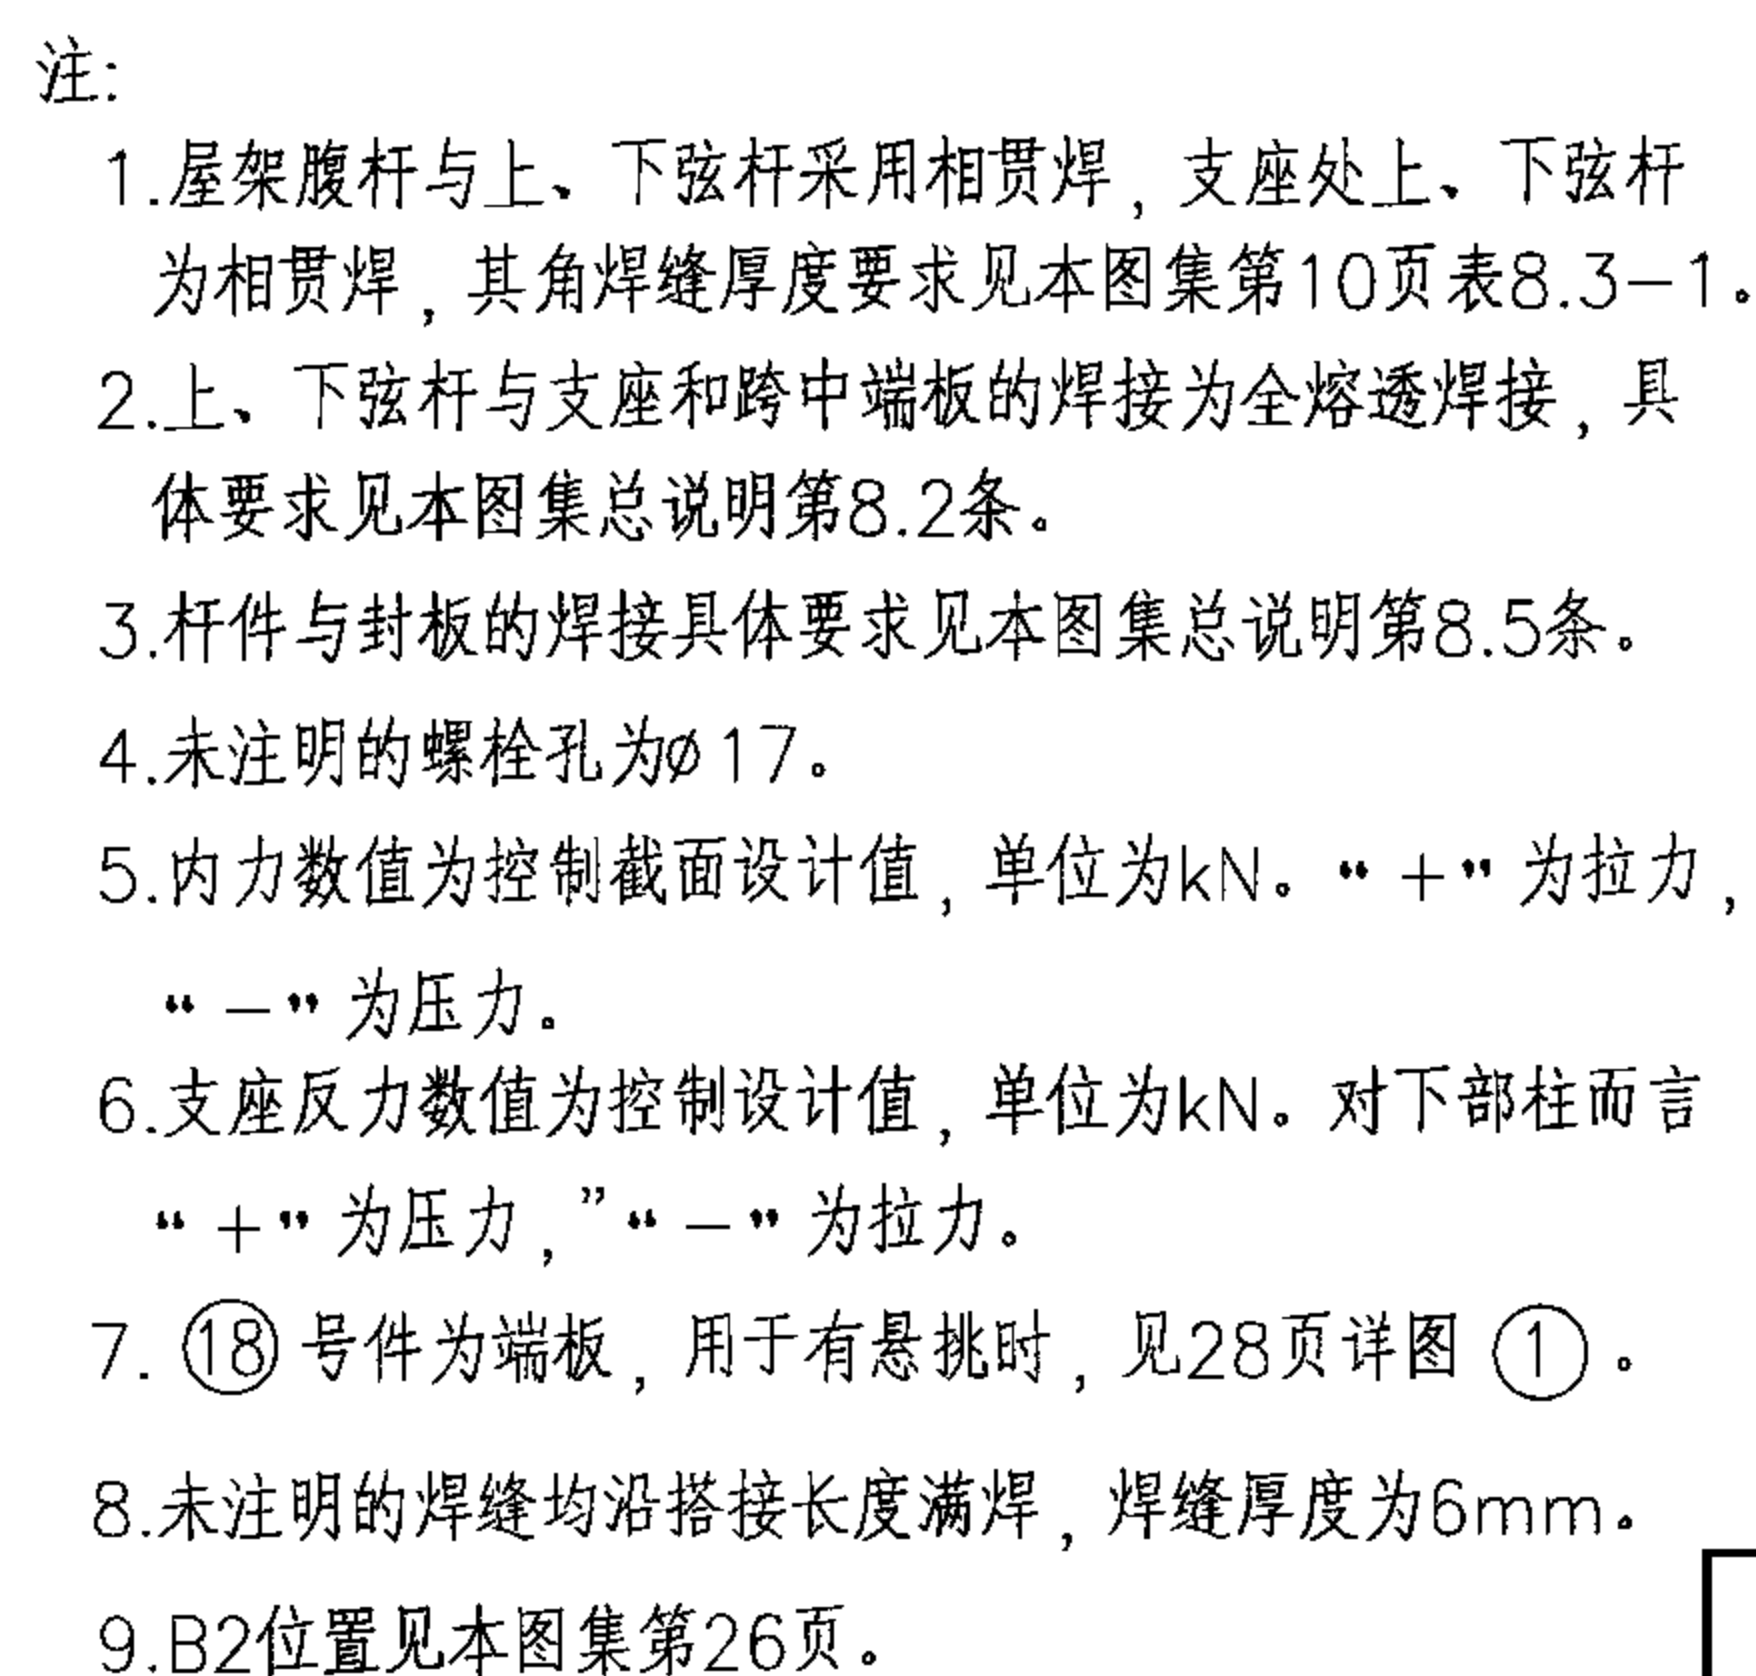 注:
1.屋架腹杆与上、下弦杆采用相贯焊,支座处上、下弦杆
为相贯焊,其角焊缝厚度要求见本图集第10页表8.3-1。
2.上、下弦杆与支座和跨中端板的焊接为全熔透焊接,具
体要求见本图集总说明第8.2条。
3.杆件与封板的焊接具体要求见本图集总说明第8.5条。
4.未注明的螺栓孔为ø17。
5.内力数值为控制截面设计值,单位为kN。“+”为拉力,
“-”为压力。
6.支座反力数值为控制设计值,单位为kN。对下部柱而言
“+”为压力,”“-”为拉力。
7. ⑱ 号件为端板,用于有悬挑时,见28页详图 ① 。
8.未注明的焊缝均沿搭接长度满焊,焊缝厚度为6mm。
9.B2位置见本图集第26页。